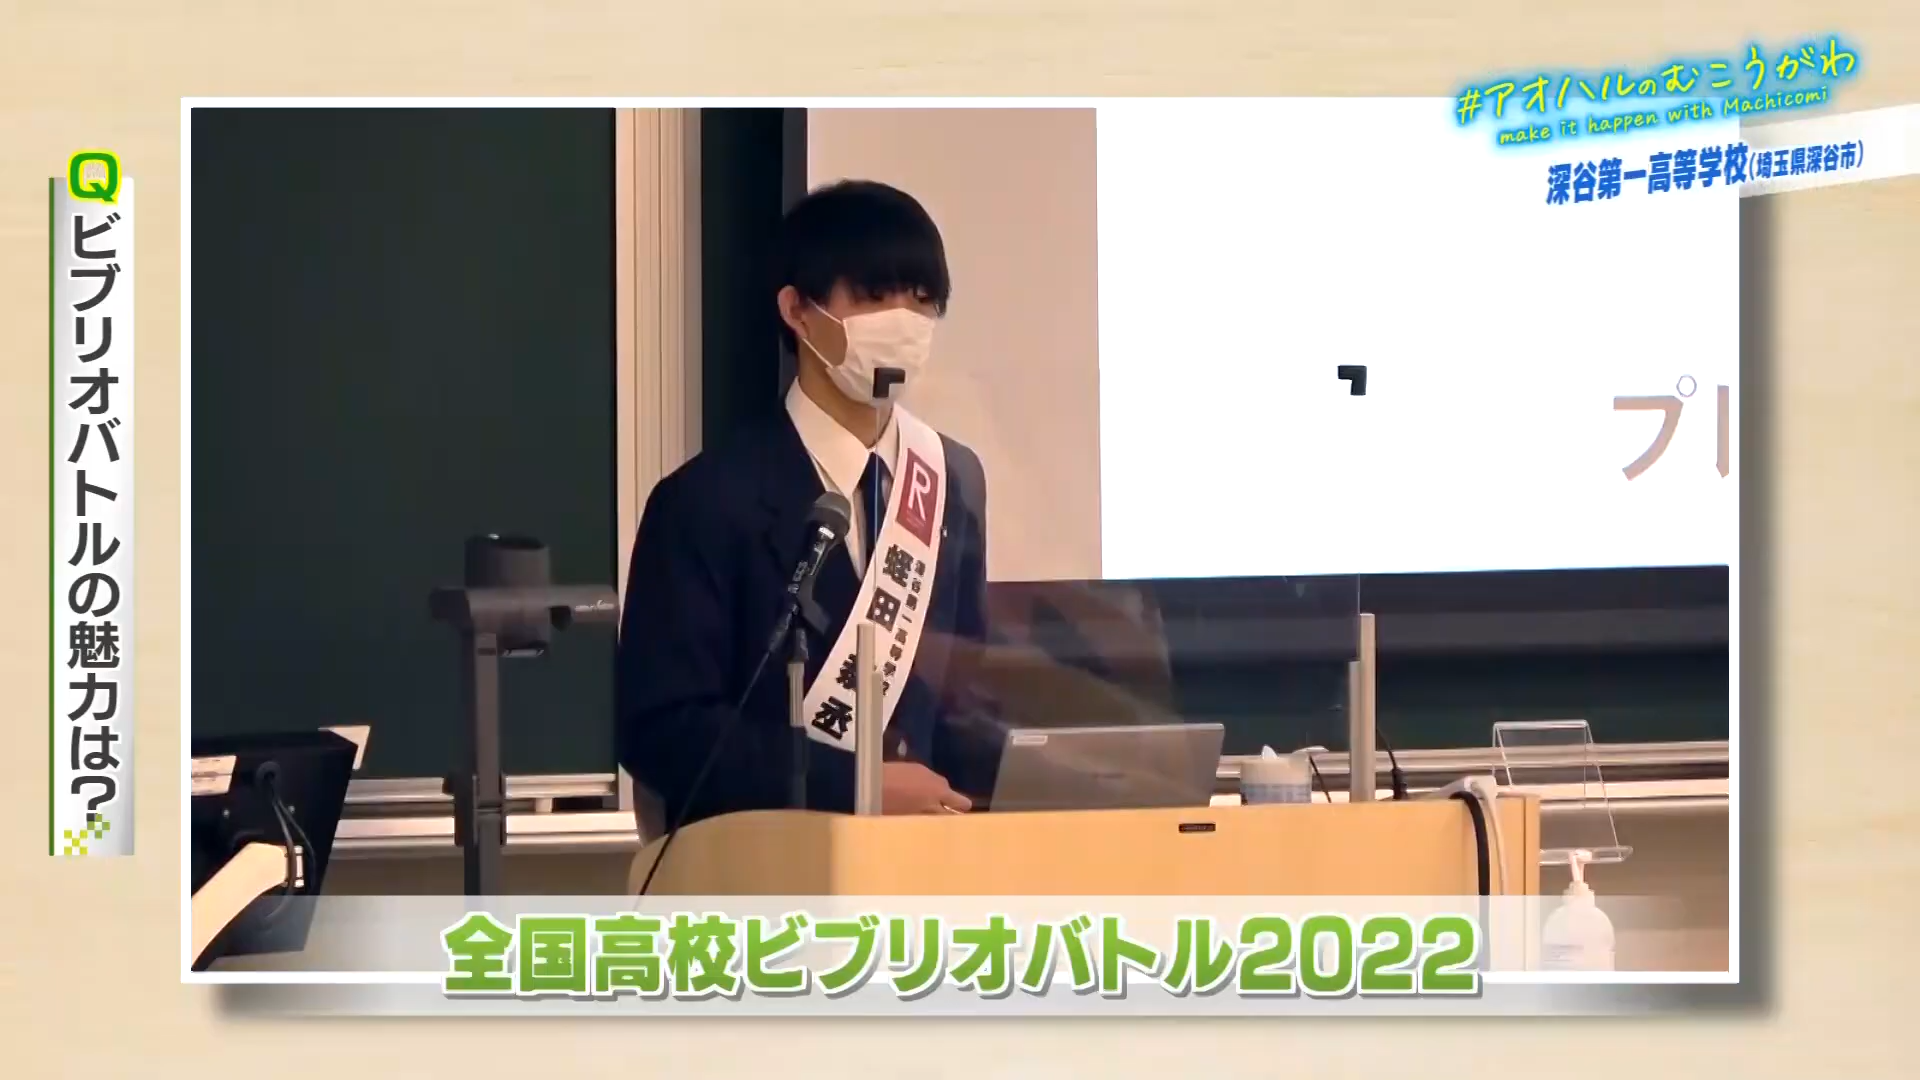 #アオハルのむこうがわ
make it happen with Machicomi
深谷第一高等学校(埼玉県深谷市)
Q
ビブリオバトルの魅力は?
プレ
R
深谷第一高等学校
蛭田
丞
全国高校ビブリオバトル2022